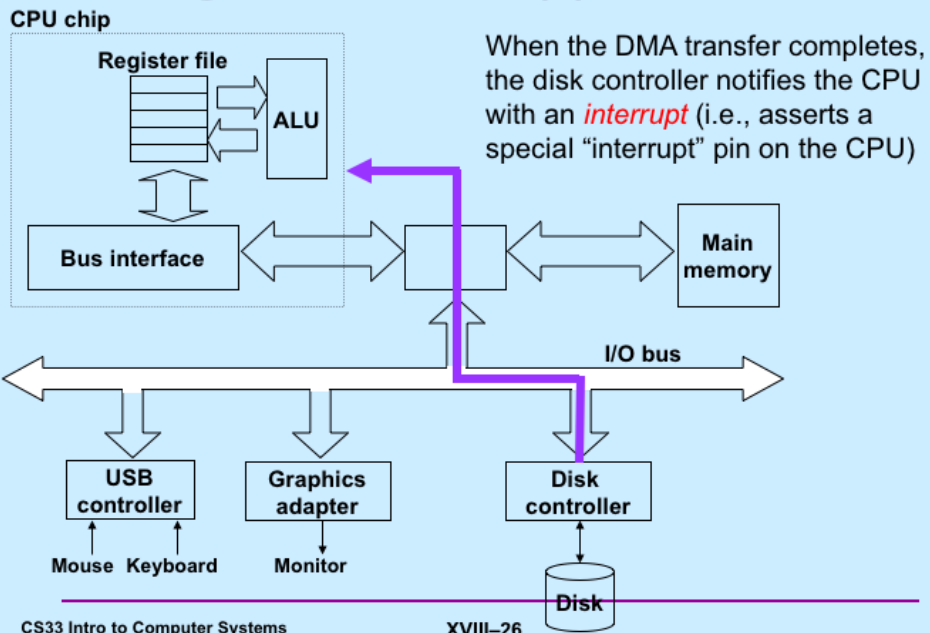 CPU chip
Register file
ALU
When the DMA transfer completes,
the disk controller notifies the CPU
with an interrupt (i.e., asserts a
special “interrupt” pin on the CPU)
Bus interface
Main
memory
I/O bus
USB
controller
Graphics
adapter
Disk
controller
Mouse Keyboard
Monitor
Disk
CS33 Intro to Computer Systems
XVIII–26